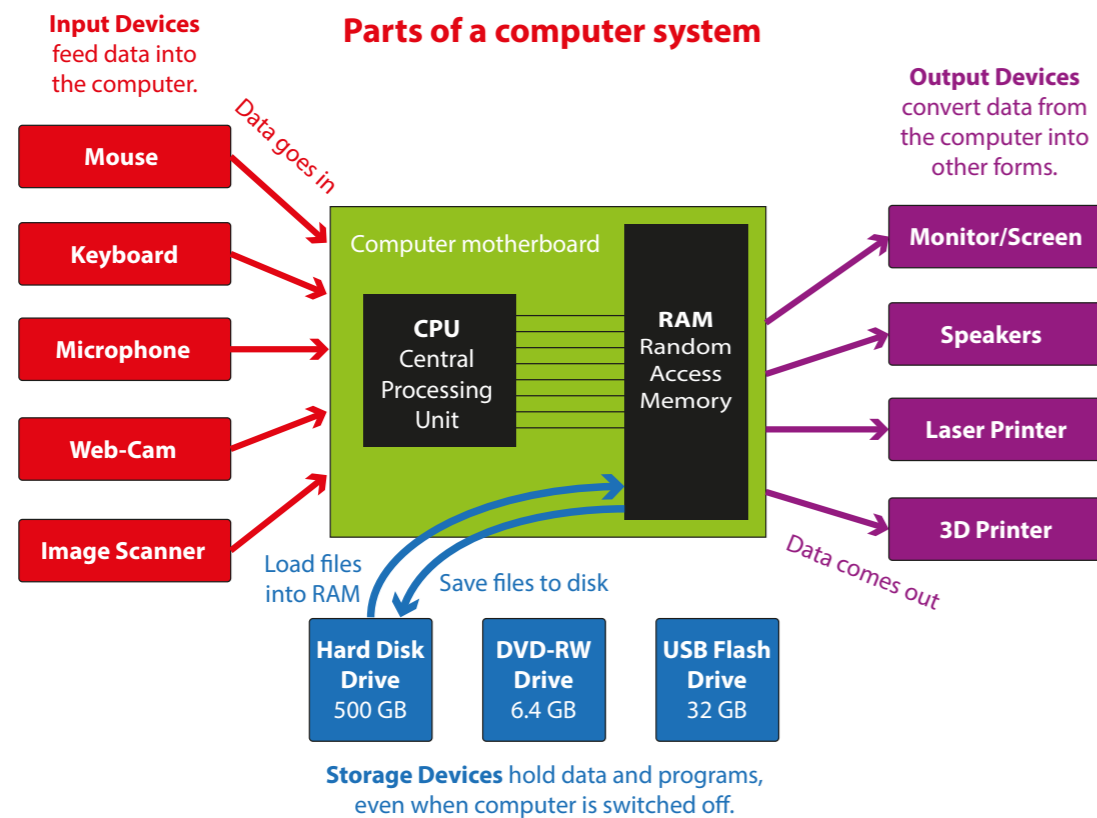 Parts of a computer system
Input Devices
feed data into
the computer.
Data goes in
Mouse
Keyboard
Microphone
Web-Cam
Image Scanner
Computer motherboard
CPU
Central
Processing
Unit
RAM
Random
Access
Memory
Output Devices
convert data from
the computer into
other forms.
Monitor/Screen
Speakers
Laser Printer
3D Printer
Data comes out
Load files
into RAM
Save files to disk
Hard Disk
Drive
500 GB
DVD-RW
Drive
6.4 GB
USB Flash
Drive
32 GB
Storage Devices hold data and programs,
even when computer is switched off.